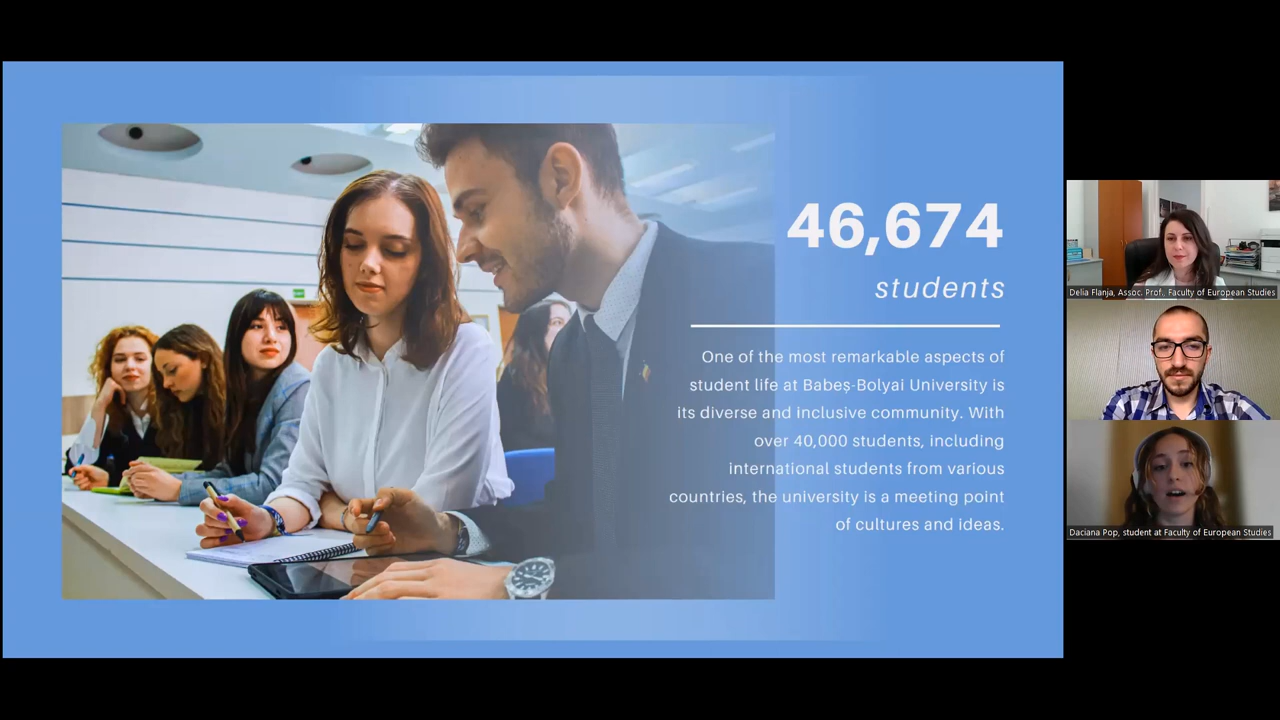 46,674
students
One of the most remarkable aspects of
student life at Babeș-Bolyai University is
its diverse and inclusive community. With
over 40,000 students, including
international students from various
countries, the university is a meeting point
of cultures and ideas.
Delia Flanja, Assoc. Prof., Faculty of European Studies
Daciana Pop, student at Faculty of European Studies